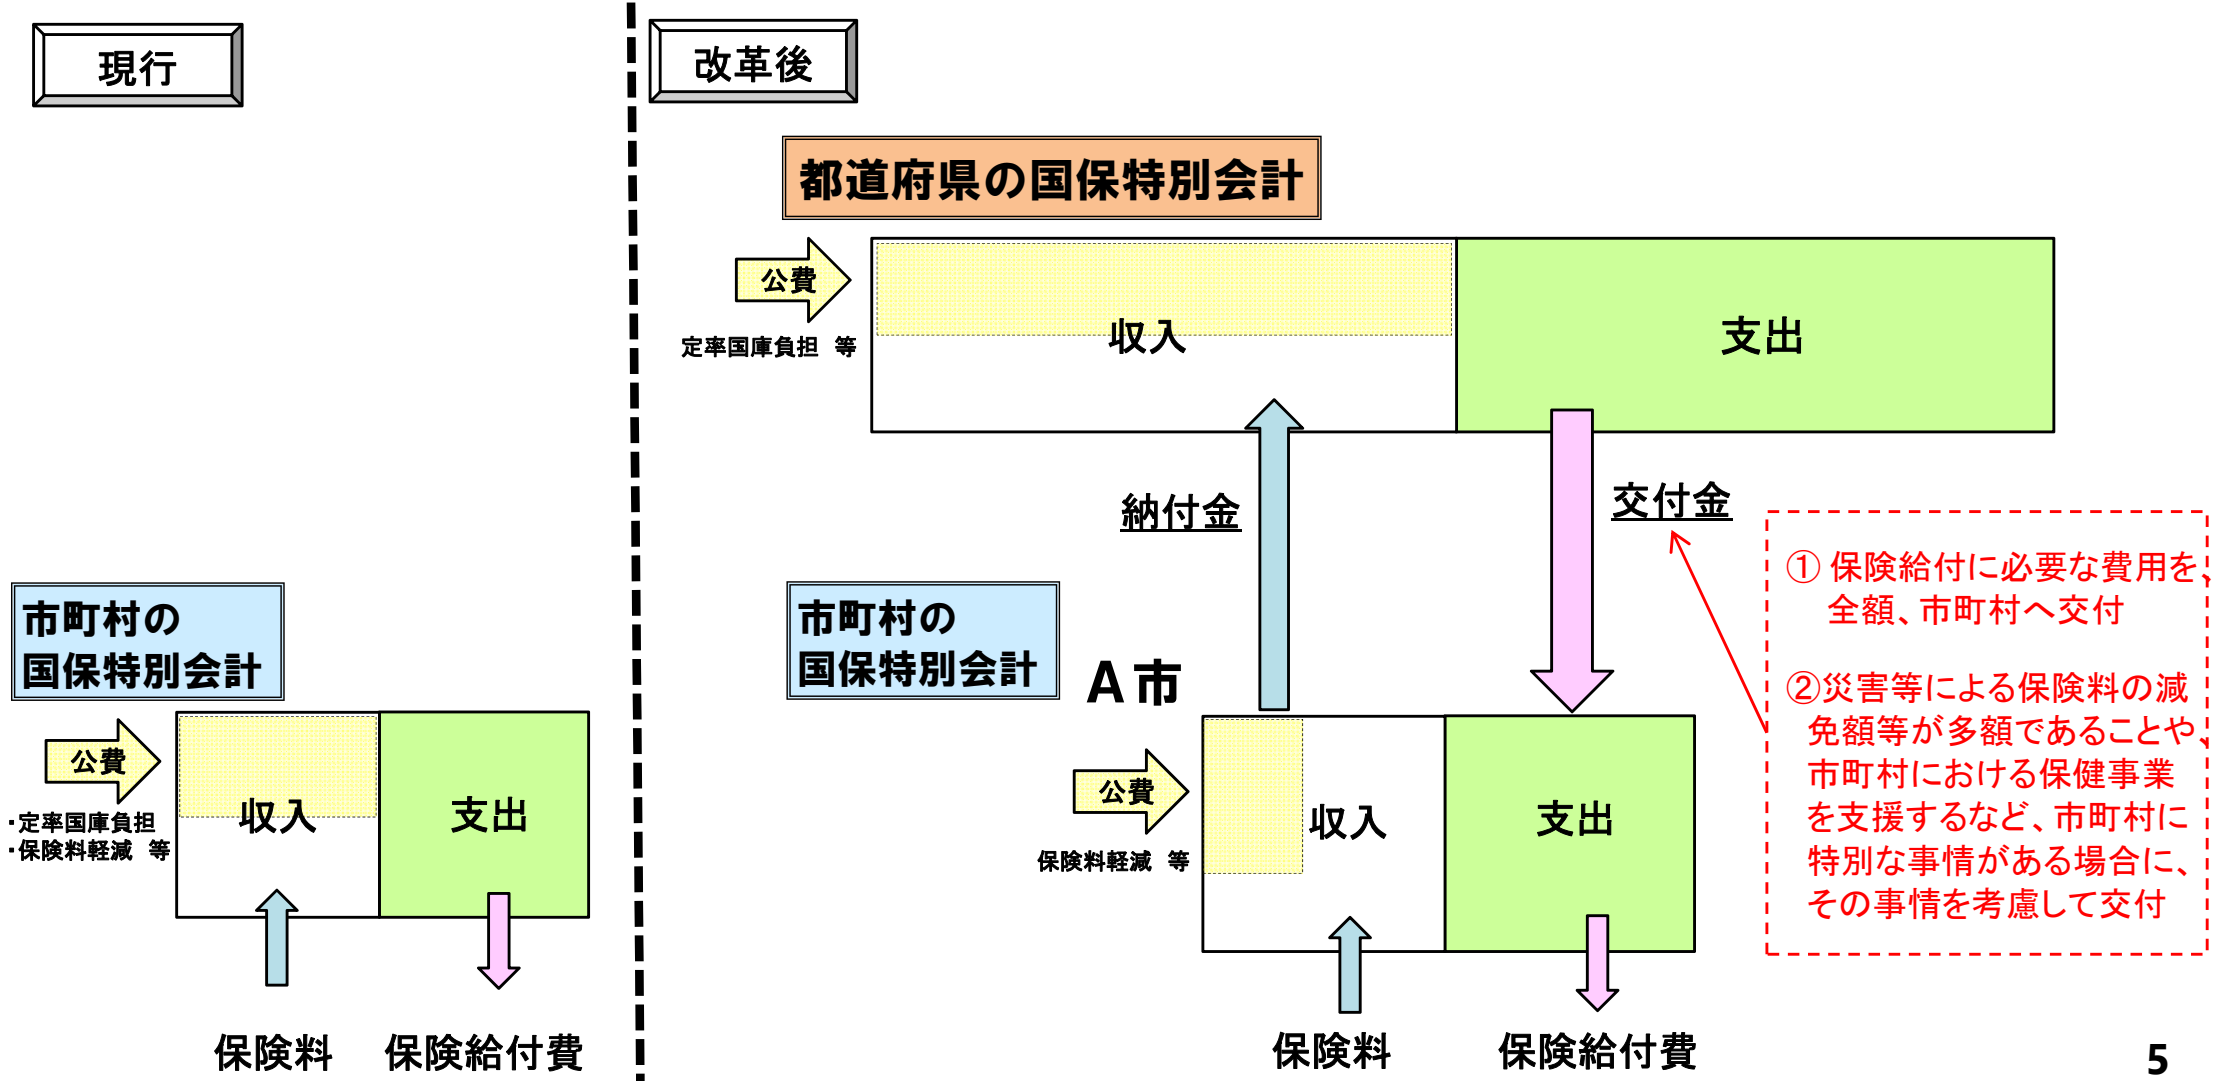 現行
市町村の
国保特別会計
公費
・定率国庫負担
・保険料軽減 等
収入
支出
保険料
保険給付費
改革後
都道府県の国保特別会計
公費
定率国庫負担 等
収入
支出
納付金
交付金
① 保険給付に必要な費用を、
全額、市町村へ交付
②災害等による保険料の減
免額等が多額であることや、
市町村における保健事業
を支援するなど、市町村に
特別な事情がある場合に、
その事情を考慮して交付
市町村の
国保特別会計
A市
公費
保険料軽減 等
収入
支出
保険料
保険給付費
5